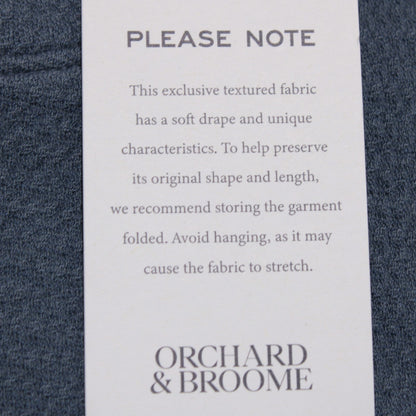 PLEASE NOTE
This exclusive textured fabric
has a soft drape and unique
characteristics. To help preserve
its original shape and length,
we recommend storing the garment
folded. Avoid hanging, as it may
cause the fabric to stretch.
ORCHARD
& BROOME